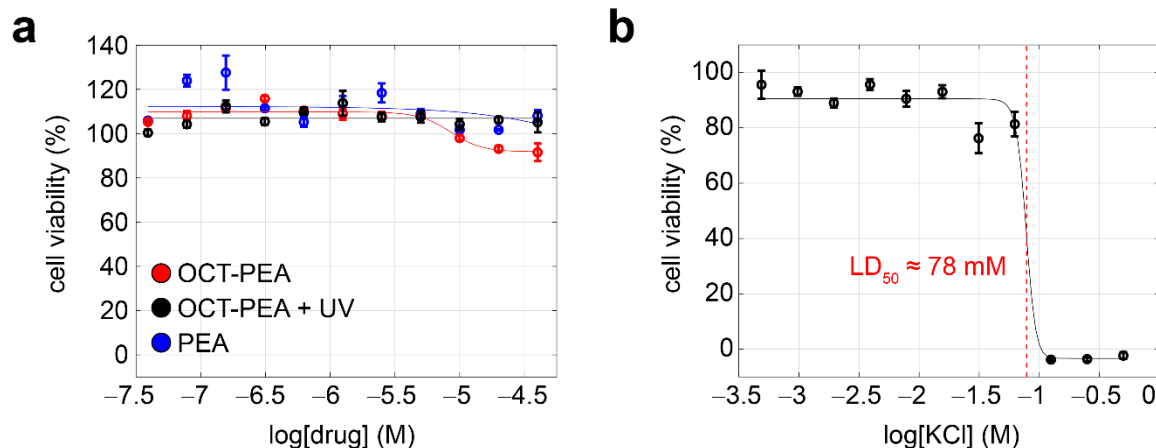 a
cell viability (%)
140
120
100
80
60
40
20
0
OCT-PEA
OCT-PEA + UV
PEA
−7.5 −7 −6.5 −6 −5.5 −5 −4.5
log[drug] (M)
b
cell viability (%)
100
80
60
40
20
0
LD50 ≈ 78 mM
−3.5 −3 −2.5 −2 −1.5 −1 −0.5 0
log[KCl] (M)